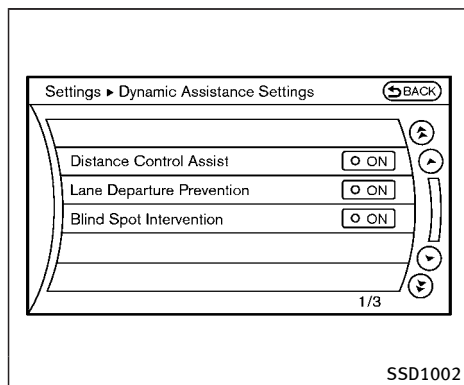 Settings ▸ Dynamic Assistance Settings
BACK
Distance Control Assist ON
Lane Departure Prevention ON
Blind Spot Intervention ON
1/3
SSD1002